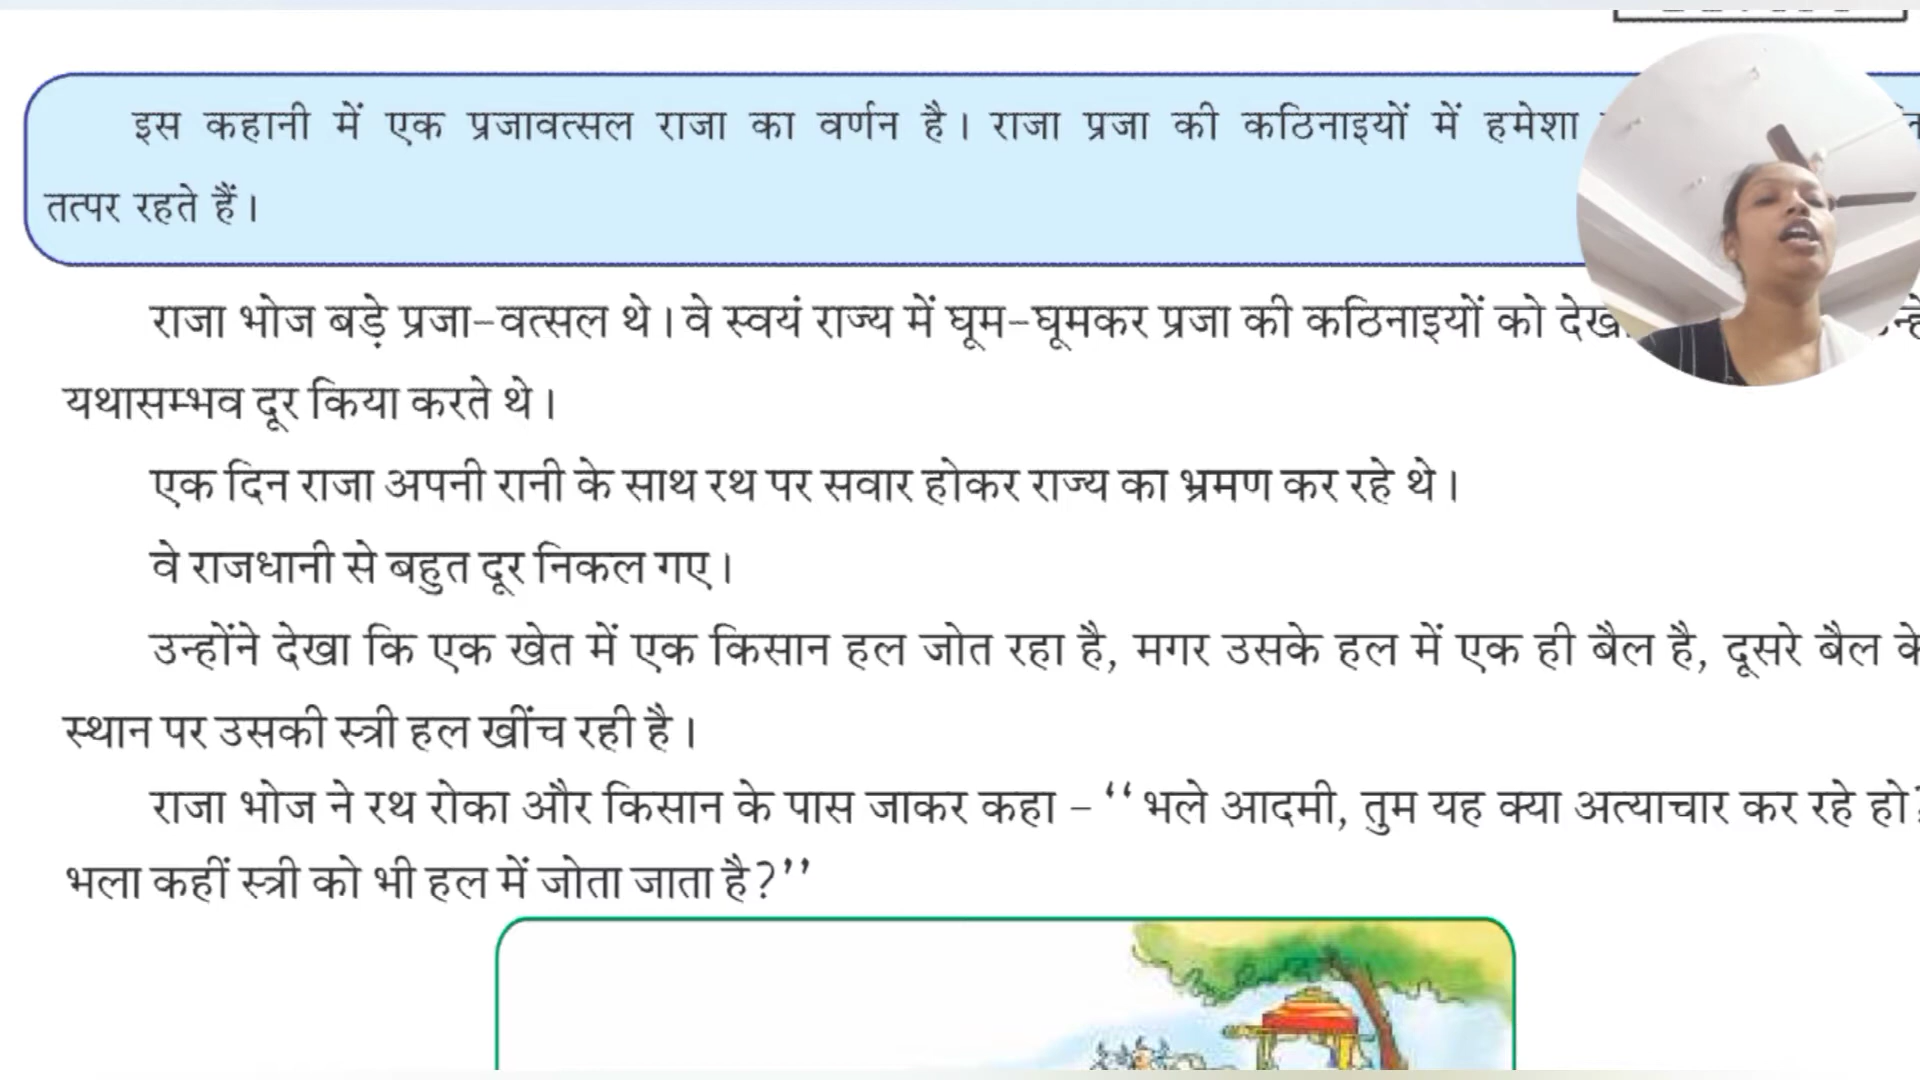 इस कहानी में एक प्रजावत्सल राजा का वर्णन है। राजा प्रजा की कठिनाइयों में हमेशा
तत्पर रहते हैं।
राजा भोज बड़े प्रजा-वत्सल थे। वे स्वयं राज्य में घूम-घूमकर प्रजा की कठिनाइयों को
यथासम्भव दूर किया करते थे।
एक दिन राजा अपनी रानी के साथ रथ पर सवार होकर राज्य का भ्रमण कर रहे थे।
वे राजधानी से बहुत दूर निकल गए।
उन्होंने देखा कि एक खेत में एक किसान हल जोत रहा है, मगर उसके हल में एक ही बैल है, दूसरे बैल के
स्थान पर उसकी स्त्री हल खींच रही है।
राजा भोज ने रथ रोका और किसान के पास जाकर कहा – ‘‘भले आदमी, तुम यह क्या अत्याचार कर रहे हो?
भला कहीं स्त्री को भी हल में जोता जाता है?’’